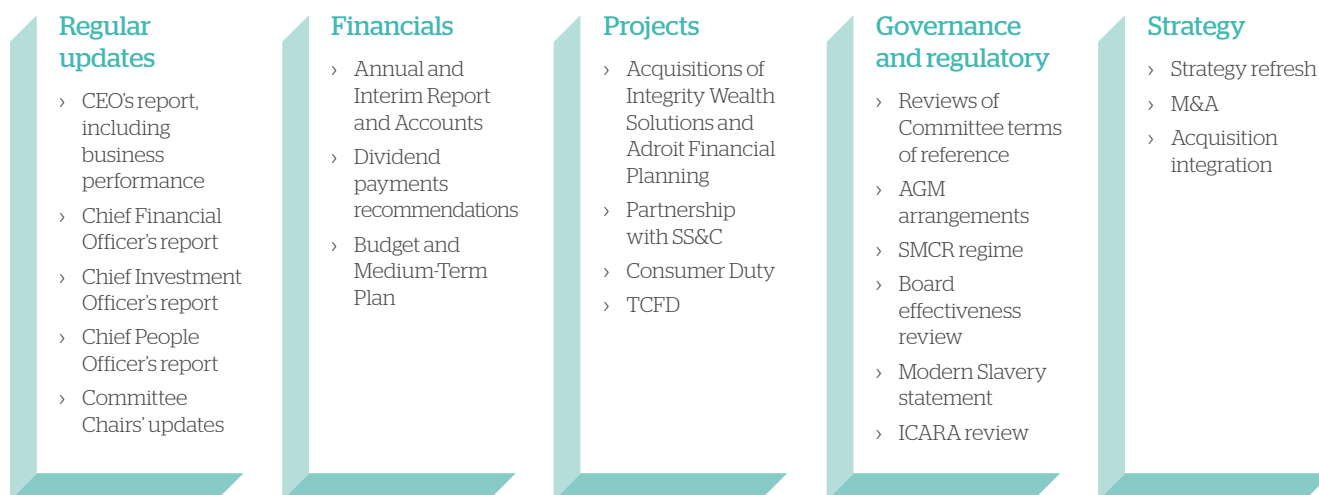 Regular
updates
› CEO's report,
including
business
performance
› Chief Financial
Officer's report
› Chief Investment
Officer's report
› Chief People
Officer's report
› Committee
Chairs' updates
Financials
› Annual and
Interim Report
and Accounts
› Dividend
payments
recommendations
› Budget and
Medium-Term
Plan
Projects
› Acquisitions of
Integrity Wealth
Solutions and
Adroit Financial
Planning
› Partnership
with SS&C
› Consumer Duty
› TCFD
Governance
and regulatory
› Reviews of
Committee terms
of reference
› AGM
arrangements
› SMCR regime
› Board
effectiveness
review
› Modern Slavery
statement
› ICARA review
Strategy
› Strategy refresh
› M&A
› Acquisition
integration